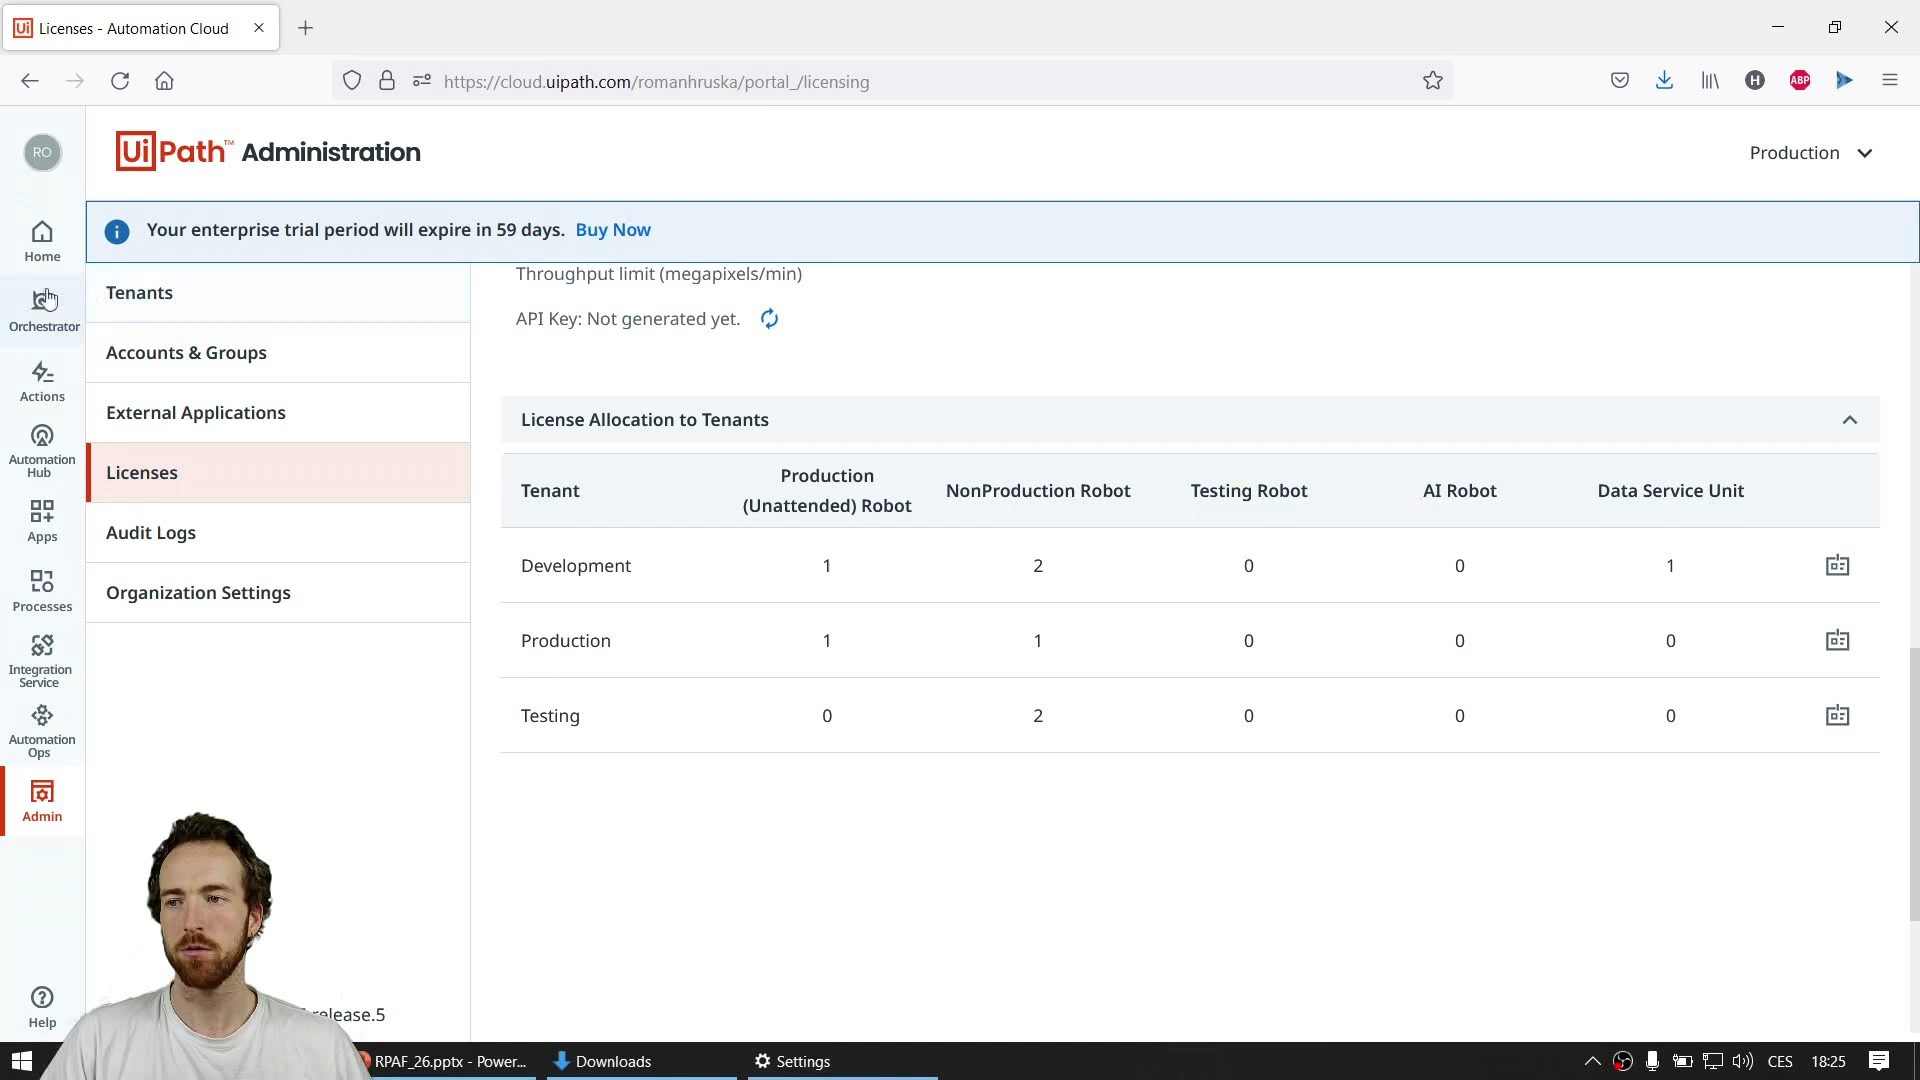 Licenses - Automation Cloud
https://cloud.uipath.com/romanhruska/portal_/licensing
H
ABP
RO
UiPath™ Administration
Production
Your enterprise trial period will expire in 59 days. Buy Now
Home
Orchestrator
Actions
Automation
Hub
Apps
Processes
Integration
Service
Automation
Ops
Admin
Help
Tenants
Accounts & Groups
External Applications
Licenses
Audit Logs
Organization Settings
release.5
Throughput limit (megapixels/min)
API Key: Not generated yet.
License Allocation to Tenants
Tenant Production (Unattended) Robot NonProduction Robot Testing Robot AI Robot Data Service Unit
Development 1 2 0 0 1
Production 1 1 0 0 0
Testing 0 2 0 0 0
RPAF_26.pptx - Power... Downloads Settings CES 18:25